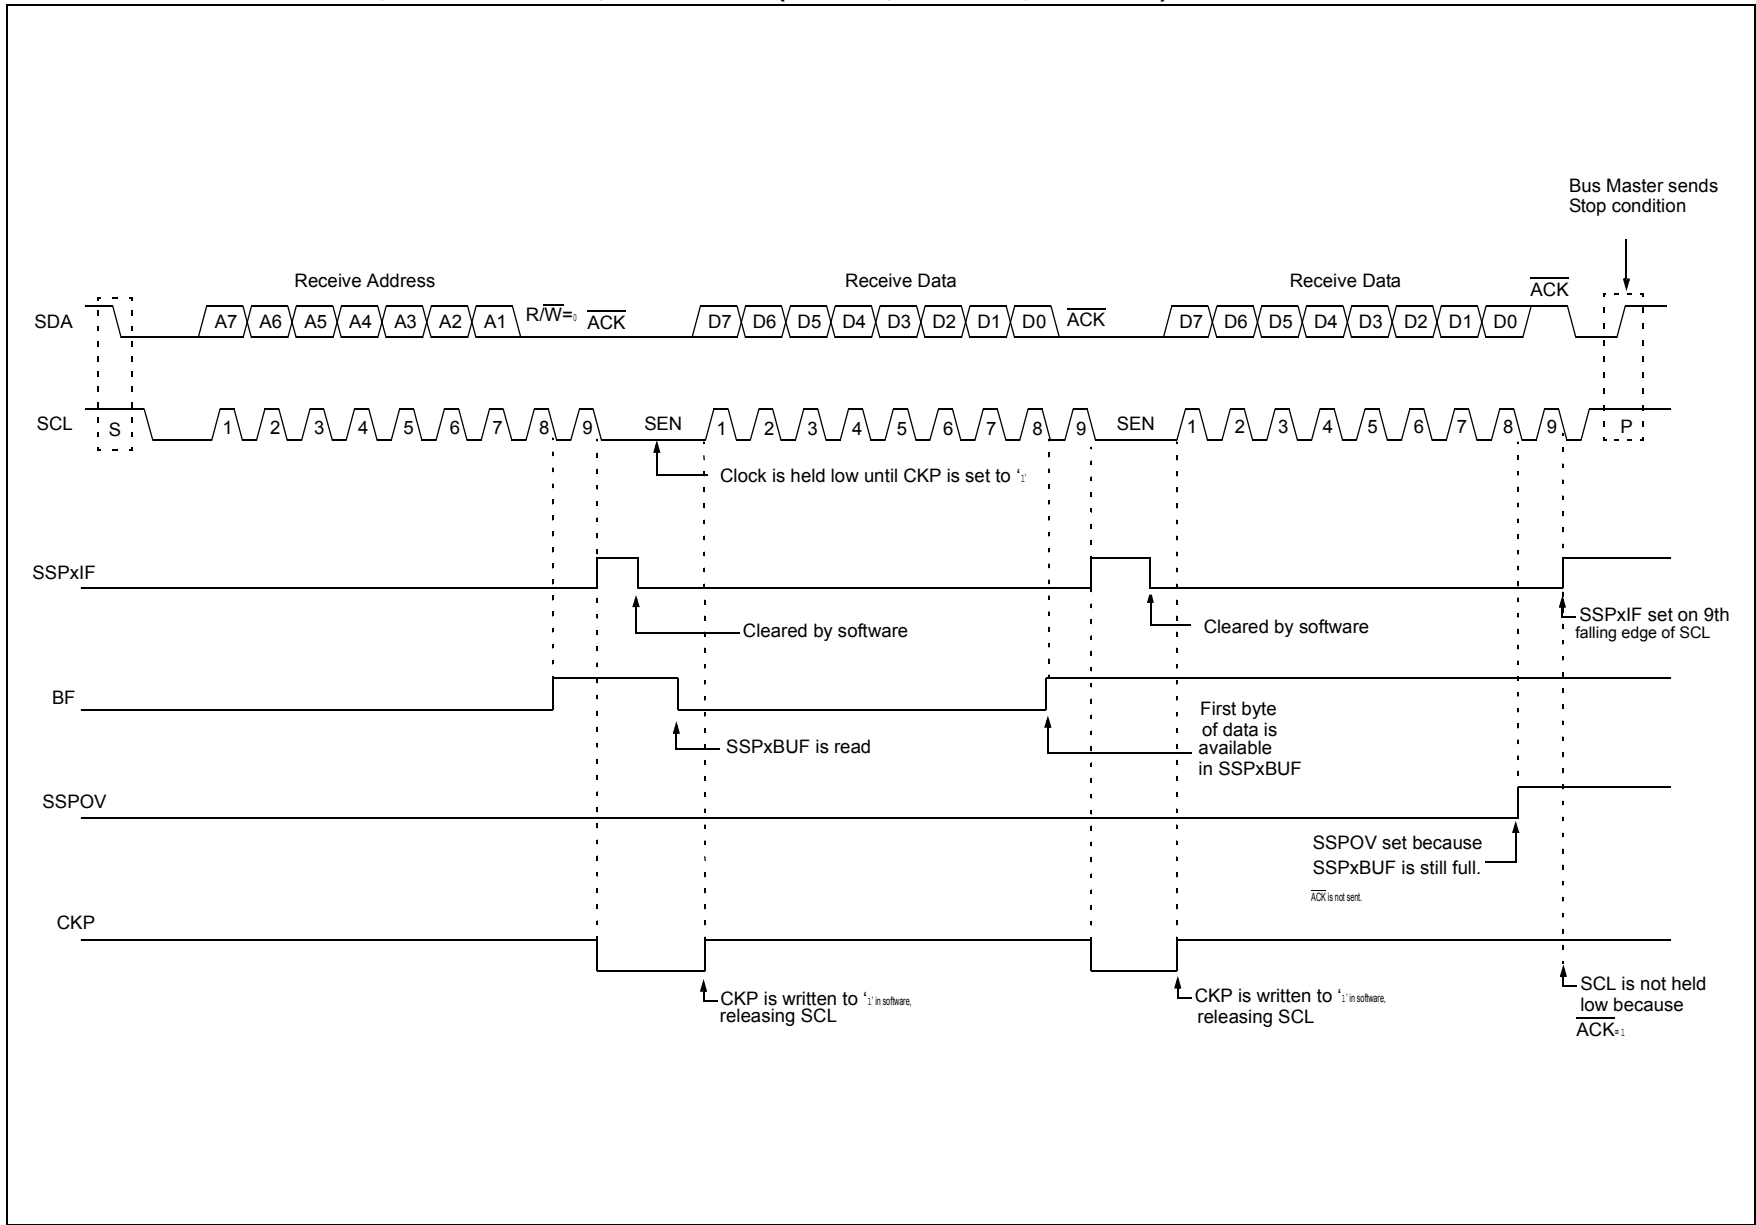 Bus Master sends
Stop condition
Receive Address
Receive Data
Receive Data
ACK
SDA
A7 A6 A5 A4 A3 A2 A1 R/W=0 ACK
D7 D6 D5 D4 D3 D2 D1 D0 ACK
D7 D6 D5 D4 D3 D2 D1 D0
SCL
S
1 2 3 4 5 6 7 8 9 SEN
1 2 3 4 5 6 7 8 9 SEN
1 2 3 4 5 6 7 8 9 P
Clock is held low until CKP is set to ‘1’
SSPxIF
Cleared by software
Cleared by software
SSPxIF set on 9th
falling edge of SCL
BF
SSPxBUF is read
First byte
of data is
available
in SSPxBUF
SSPOV
SSPOV set because
SSPxBUF is still full.
ACK is not sent.
CKP
CKP is written to ‘1’ in software,
releasing SCL
CKP is written to ‘1’ in software,
releasing SCL
SCL is not held
low because
ACK= 1